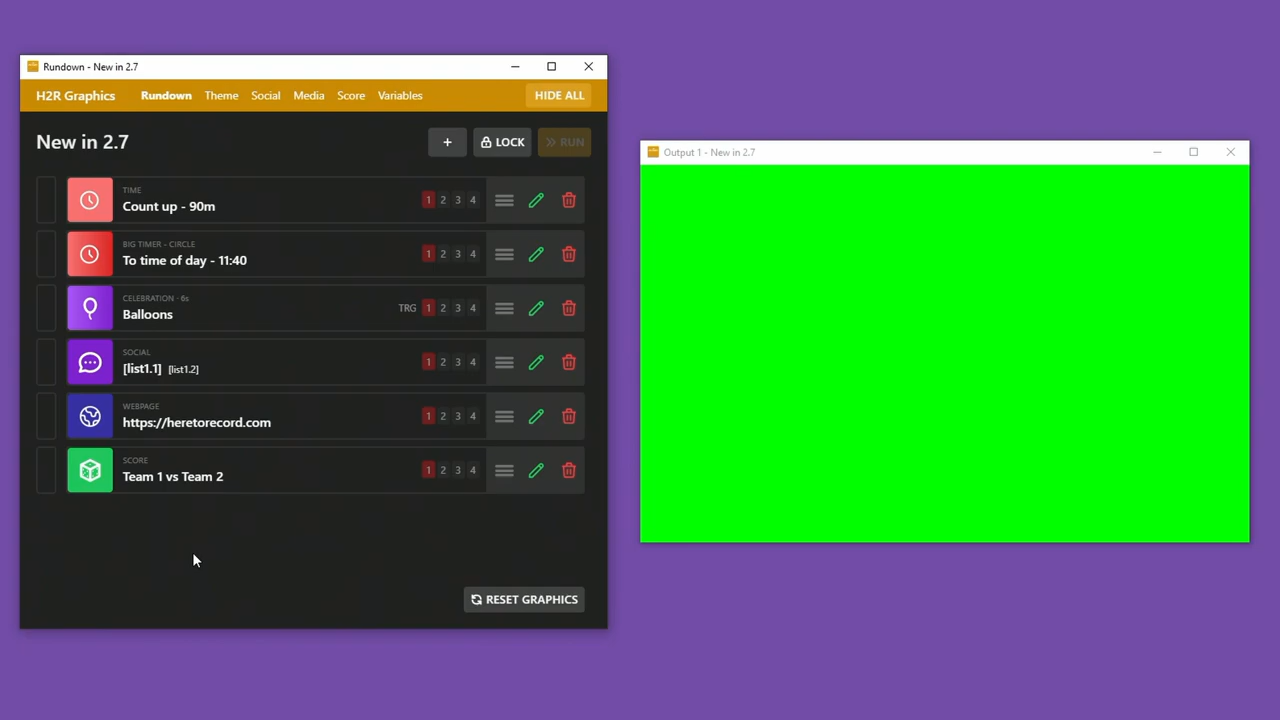 Rundown - New in 2.7
H2R Graphics Rundown Theme Social Media Score Variables HIDE ALL
New in 2.7
+ LOCK RUN
TIME
Count up - 90m
1 2 3 4
BIG TIMER - CIRCLE
To time of day - 11:40
1 2 3 4
CELEBRATION - 6s
Balloons
TRG 1 2 3 4
SOCIAL
[list1.1] [list1.2]
1 2 3 4
WEBPAGE
https://heretorecord.com
1 2 3 4
SCORE
Team 1 vs Team 2
1 2 3 4
RESET GRAPHICS
Output 1 - New in 2.7